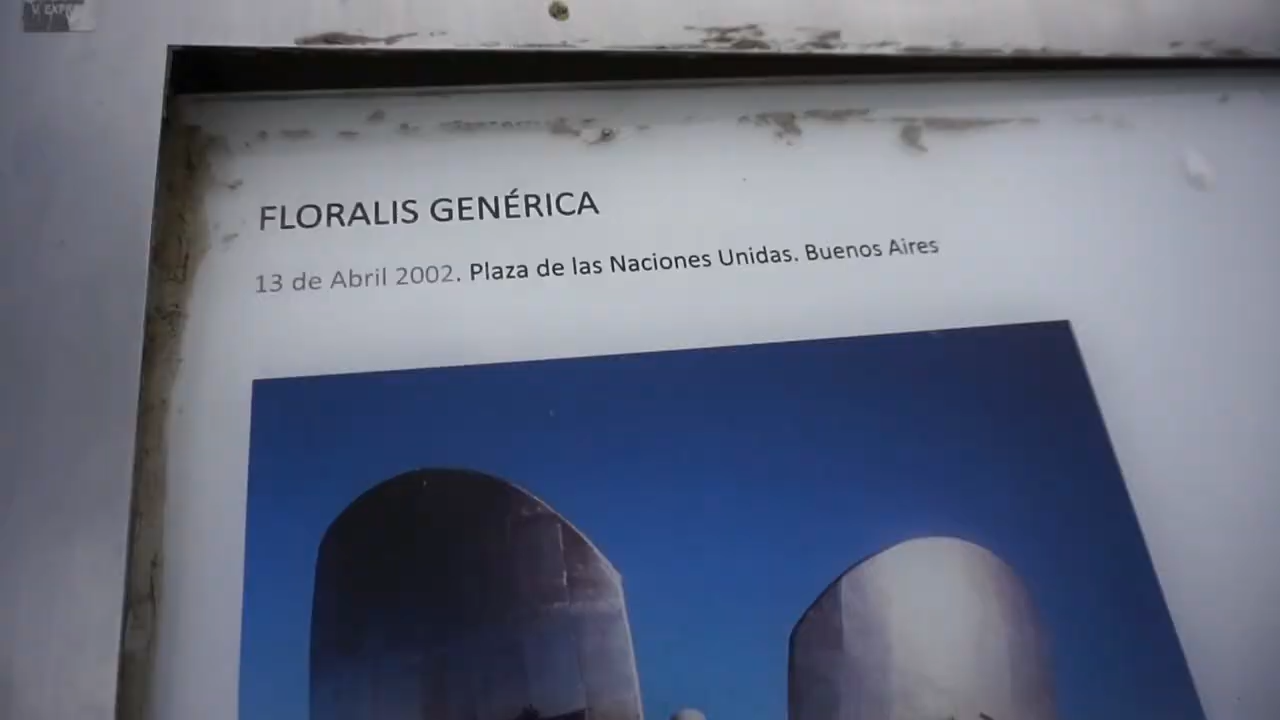 FLORALIS GENÉRICA
13 de Abril 2002. Plaza de las Naciones Unidas. Buenos Aires